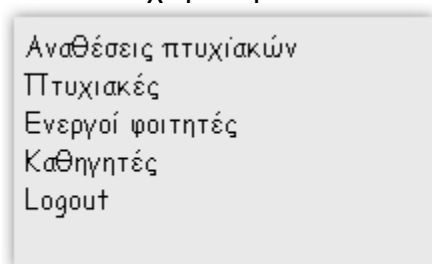 Αναθέσεις πτυχιακών
Πτυχιακές
Ενεργοί φοιτητές
Καθηγητές
Logout